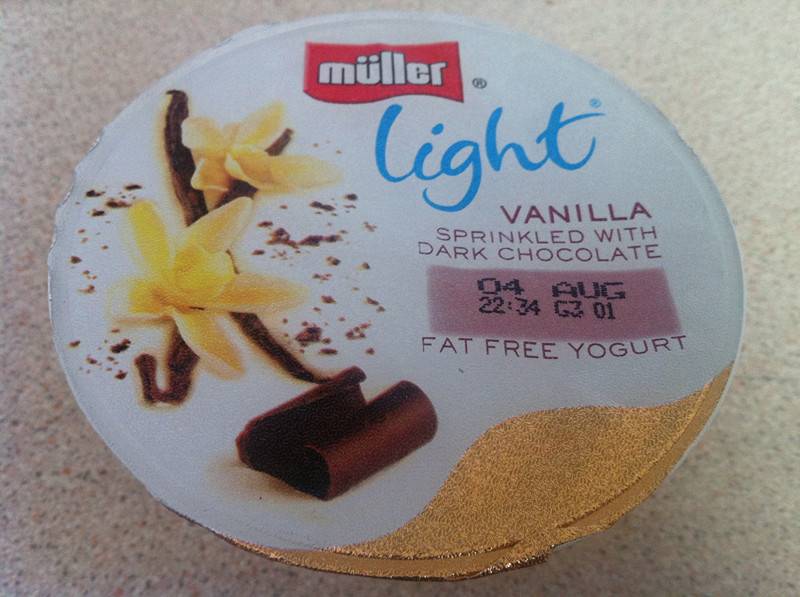 müller ®
light ®
VANILLA
SPRINKLED WITH
DARK CHOCOLATE
04 AUG
22:34 G3 01
FAT FREE YOGURT